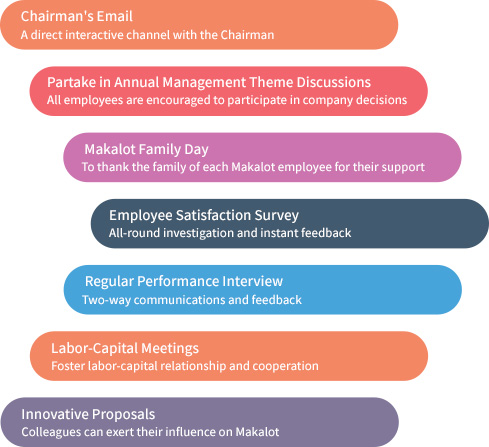 Chairman's Email
A direct interactive channel with the Chairman
Partake in Annual Management Theme Discussions
All employees are encouraged to participate in company decisions
Makalot Family Day
To thank the family of each Makalot employee for their support
Employee Satisfaction Survey
All-round investigation and instant feedback
Regular Performance Interview
Two-way communications and feedback
Labor-Capital Meetings
Foster labor-capital relationship and cooperation
Innovative Proposals
Colleagues can exert their influence on Makalot